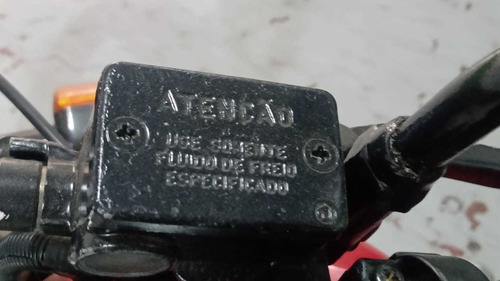 ATENÇÃO
USE SOMENTE
FLUIDO DE FREIO
ESPECIFICADO